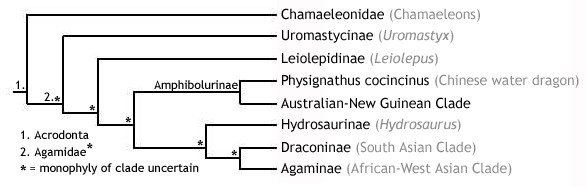 Chamaeleonidae (Chamaeleons)
1.
Uromastycinae (Uromastyx)
Leiolepidinae (Leiolepus)
Amphibolurinae
Physignathus cocincinus (Chinese water dragon)
2.*
*
Australian-New Guinean Clade
*
Hydrosaurinae (Hydrosaurus)
1. Acrodonta
2. Agamidae*
*
Draconinae (South Asian Clade)
*
* = monophyly of clade uncertain
Agaminae (African-West Asian Clade)